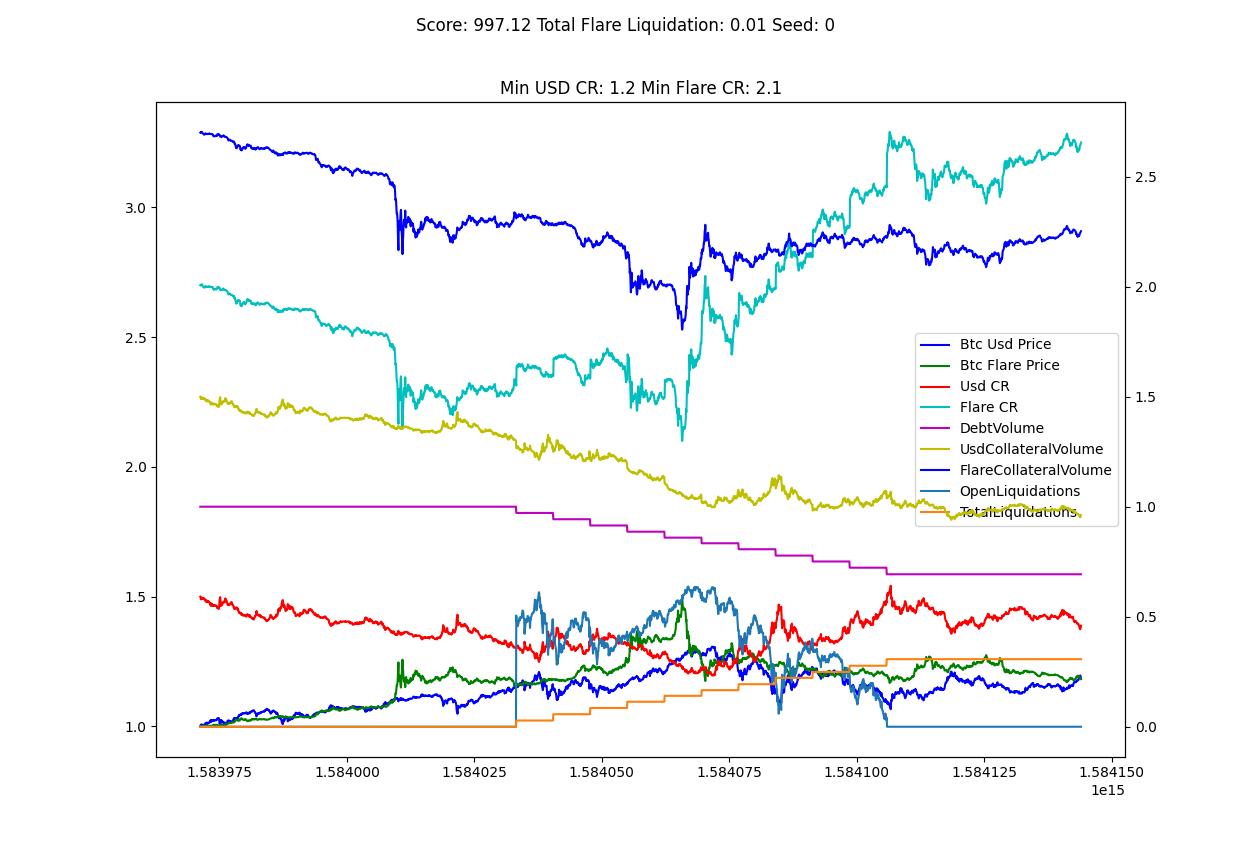 Score: 997.12 Total Flare Liquidation: 0.01 Seed: 0
Min USD CR: 1.2 Min Flare CR: 2.1
3.0
2.5
2.0
1.5
1.0
2.5
2.0
1.5
1.0
0.5
0.0
Btc Usd Price
Btc Flare Price
Usd CR
Flare CR
DebtVolume
UsdCollateralVolume
FlareCollateralVolume
OpenLiquidations
TotalLiquidations
1.583975 1.584000 1.584025 1.584050 1.584075 1.584100 1.584125 1.584150
1e15